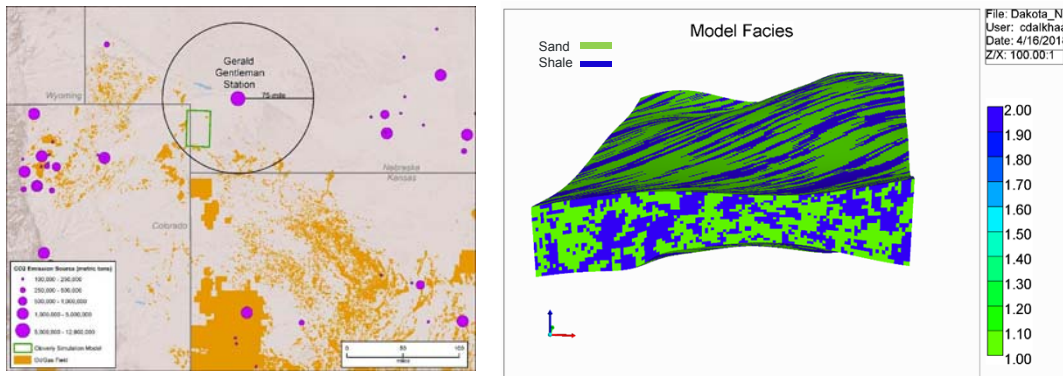 Gerald
Gentleman
Station
75-mile
Wyoming
Nebraska
Kansas
Colorado
CO2 Emission Source (metric tons)
100,000 - 250,000
250,000 - 500,000
500,000 - 1,000,000
1,000,000 - 5,000,000
5,000,000 - 12,800,000
Cloverly Simulation Model
Oil/Gas Field
0 50 100
miles
Model Facies
Sand
Shale
File: Dakota_N
User: cdalkhaa
Date: 4/16/201
Z/X: 100.00:1
2.00
1.90
1.80
1.70
1.60
1.50
1.40
1.30
1.20
1.10
1.00